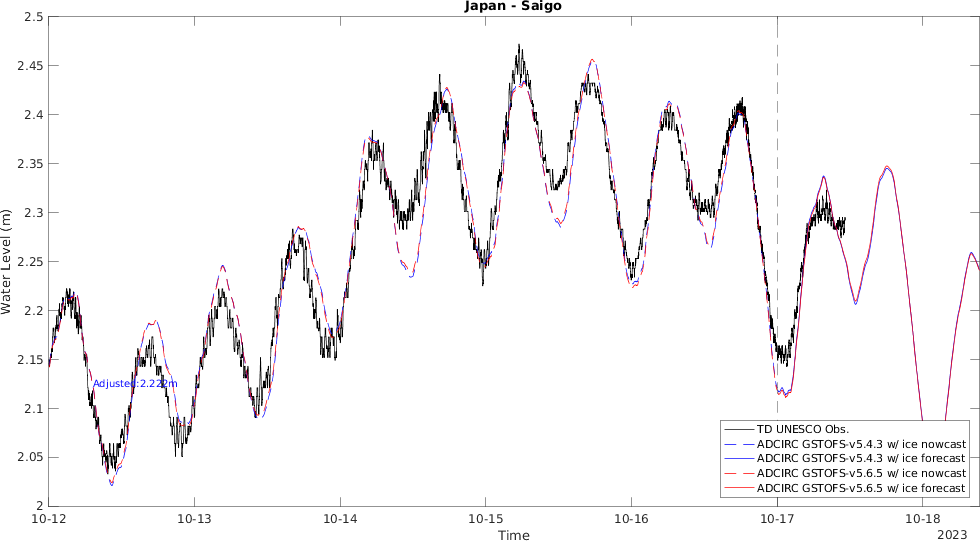 Japan - Saigo
2.5
2.45
2.4
2.35
2.3
2.25
2.2
2.15
2.1
2.05
2
Water Level (m)
Adjusted:2.222m
TD UNESCO Obs.
ADCIRC GSTOFS-v5.4.3 w/ ice nowcast
ADCIRC GSTOFS-v5.4.3 w/ ice forecast
ADCIRC GSTOFS-v5.6.5 w/ ice nowcast
ADCIRC GSTOFS-v5.6.5 w/ ice forecast
10-12 10-13 10-14 10-15 10-16 10-17 10-18
Time
2023